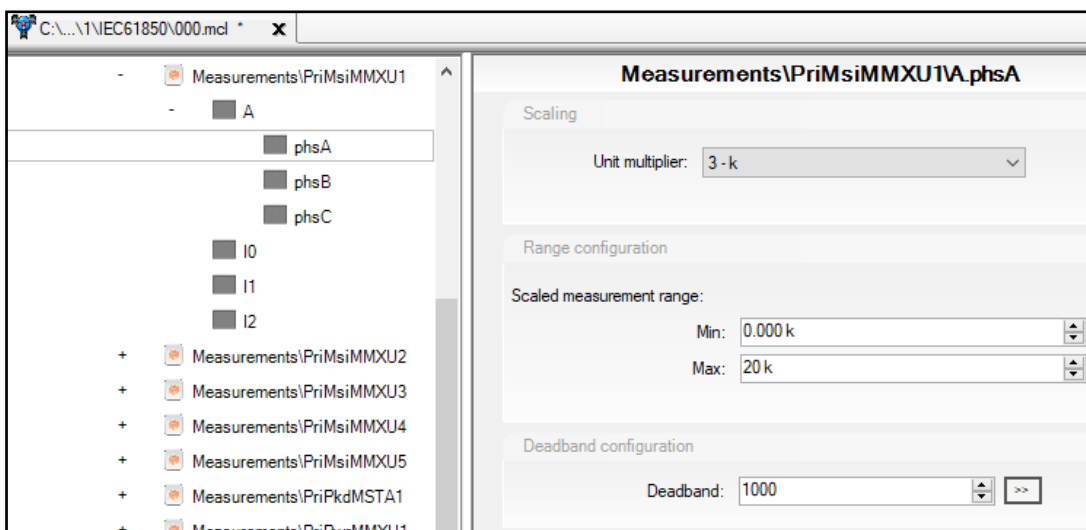 C:\...\1\IEC61850\000.mcl * X
- Measurements\PriMsiMMXU1
- A
phsA
phsB
phsC
I0
I1
I2
+ Measurements\PriMsiMMXU2
+ Measurements\PriMsiMMXU3
+ Measurements\PriMsiMMXU4
+ Measurements\PriMsiMMXU5
+ Measurements\PriPkdMSTA1
+ Measurements\PriPwrMMXU1
Measurements\PriMsiMMXU1\A.phsA
Scaling
Unit multiplier: 3 - k
Range configuration
Scaled measurement range:
Min: 0.000 k
Max: 20 k
Deadband configuration
Deadband: 1000 >>